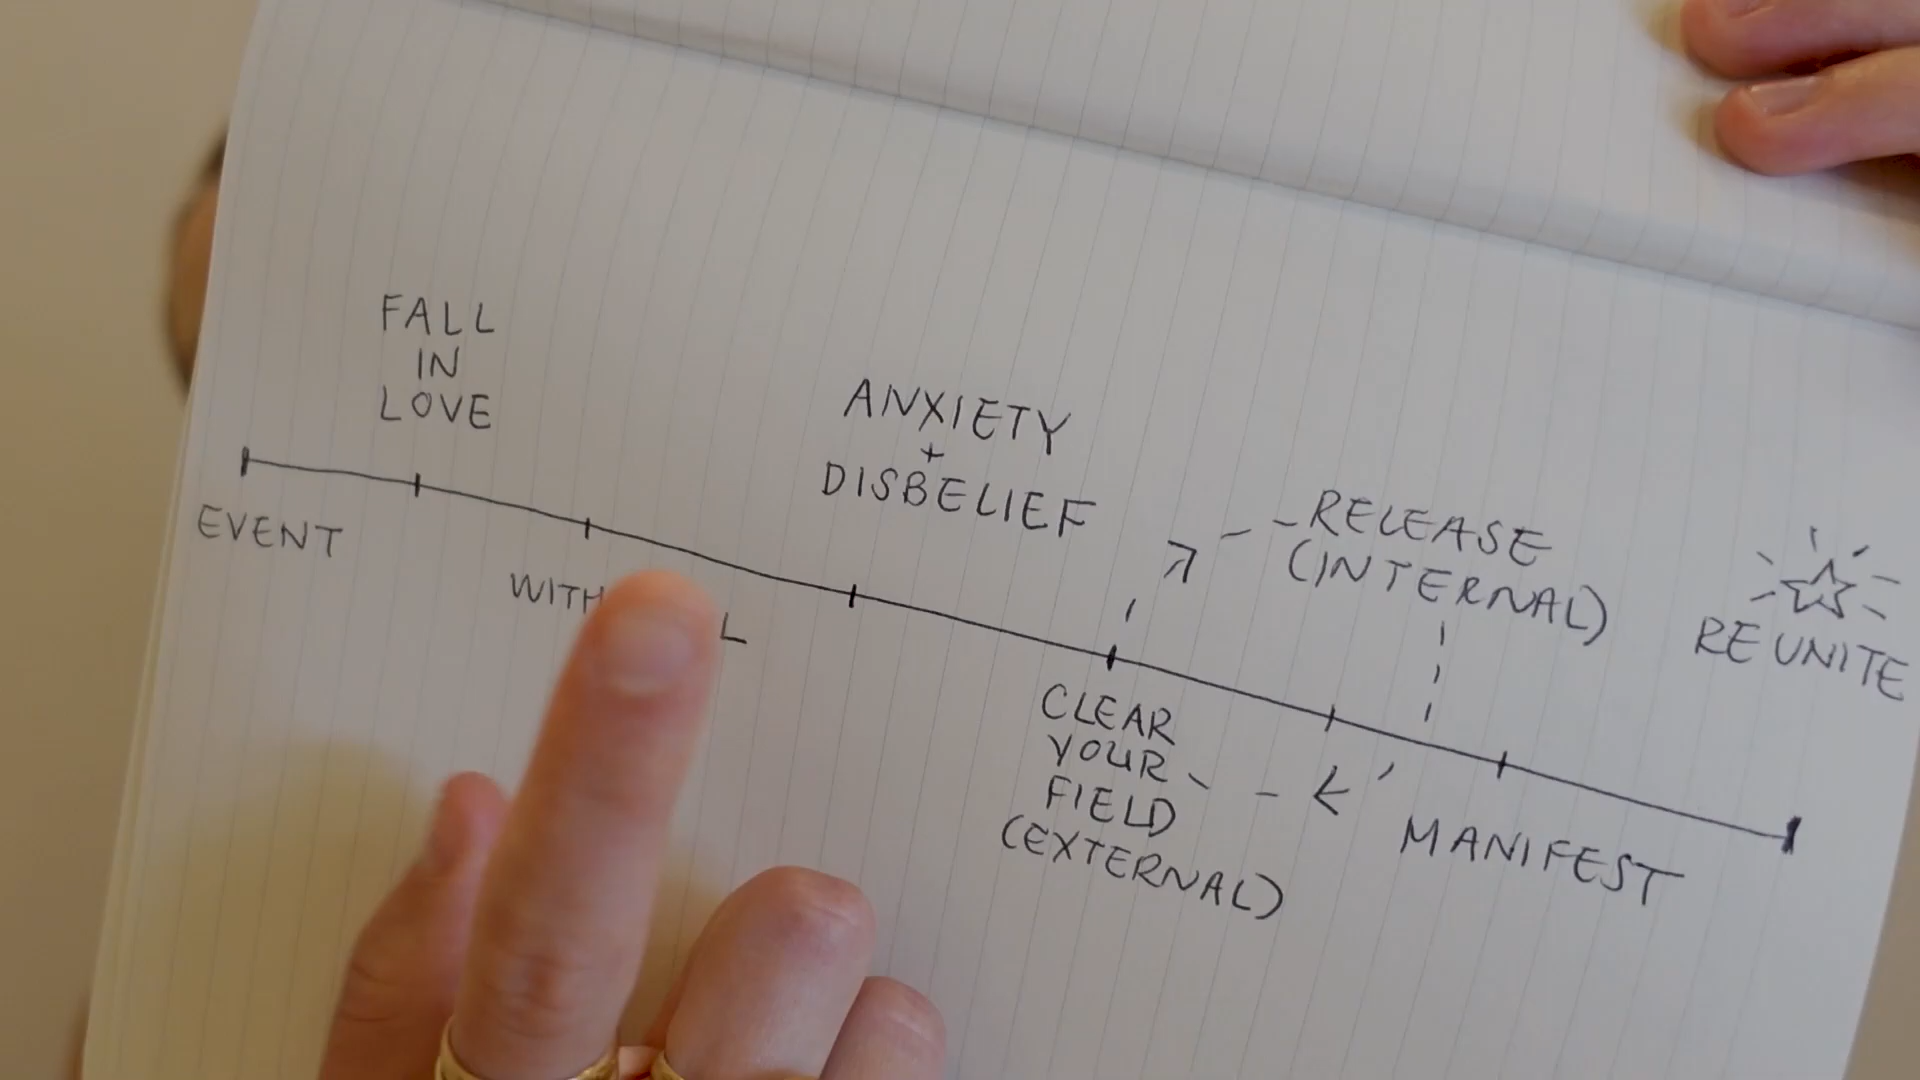 FALL
IN
LOVE
EVENT
ANXIETY
+
DISBELIEF
CLEAR
YOUR
FIELD
(EXTERNAL)
RELEASE
(INTERNAL)
MANIFEST
REUNITE